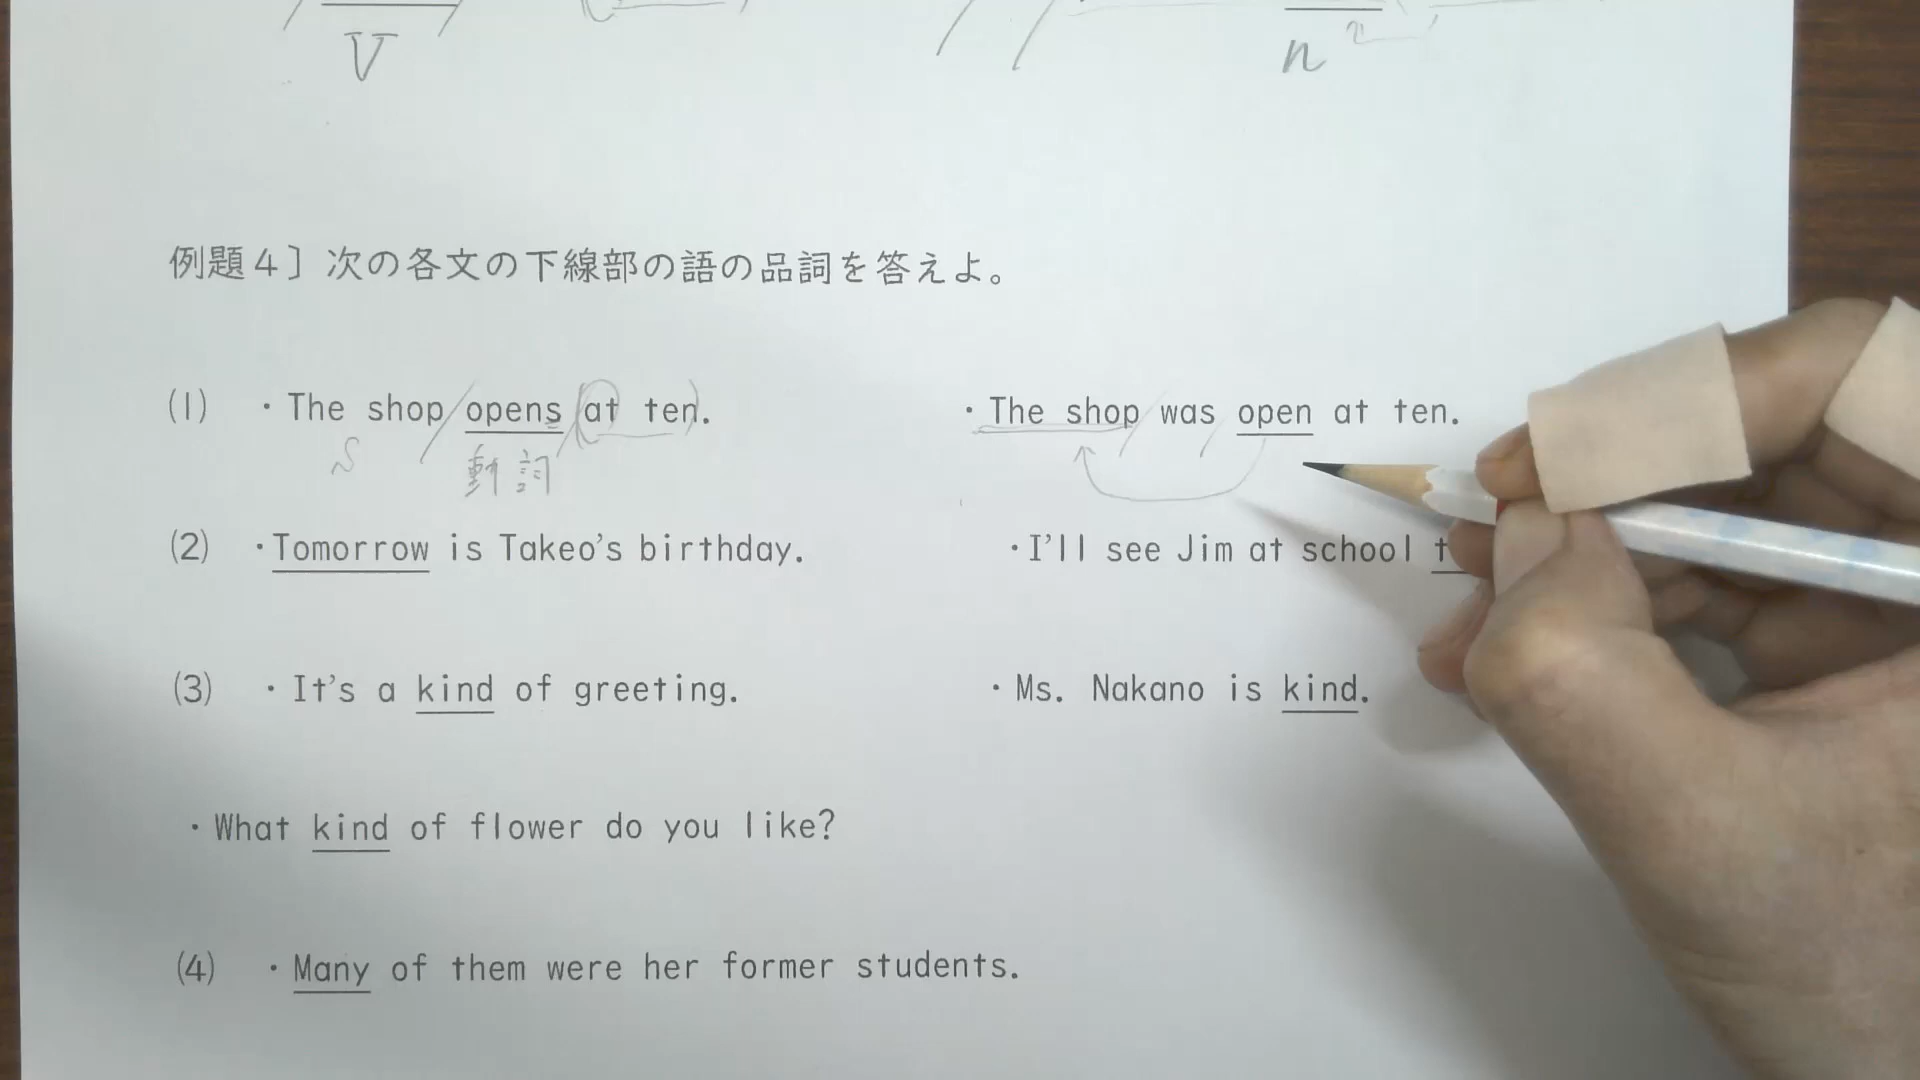 V
n 2
例題４］次の各文の下線部の語の品詞を答えよ。
(1) ・The shop opens at ten. ・The shop was open at ten.
S 動詞
(2) ・Tomorrow is Takeo's birthday. ・I'll see Jim at school
(3) ・It's a kind of greeting. ・Ms. Nakano is kind.
・What kind of flower do you like?
(4) ・Many of them were her former students.